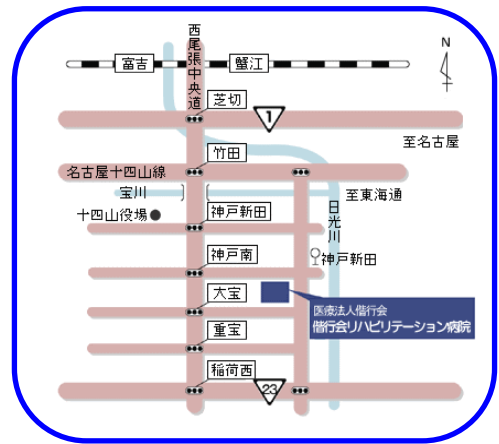 西尾張中央道
N
富吉
蟹江
芝切
1
至名古屋
竹田
名古屋十四山線
宝川
至東海通
十四山役場
神戸新田
日光川
神戸南
神戸新田
大宝
医療法人偕行会
偕行会リハビリテーション病院
重宝
稲荷西
23